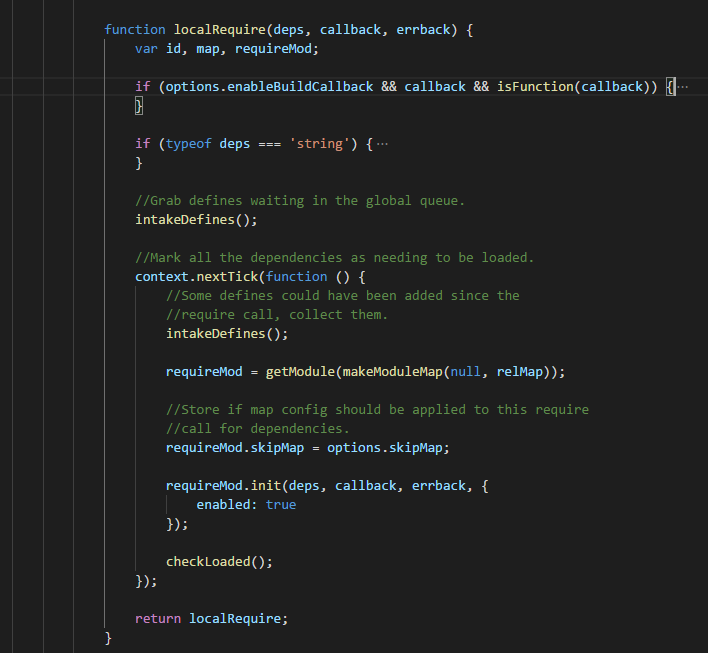 function localRequire(deps, callback, errback) {
var id, map, requireMod;
if (options.enableBuildCallback && callback && isFunction(callback)) {···
}
if (typeof deps === 'string') {···
}
//Grab defines waiting in the global queue.
intakeDefines();
//Mark all the dependencies as needing to be loaded.
context.nextTick(function () {
//Some defines could have been added since the
//require call, collect them.
intakeDefines();
requireMod = getModule(makeModuleMap(null, relMap));
//Store if map config should be applied to this require
//call for dependencies.
requireMod.skipMap = options.skipMap;
requireMod.init(deps, callback, errback, {
enabled: true
});
checkLoaded();
});
return localRequire;
}